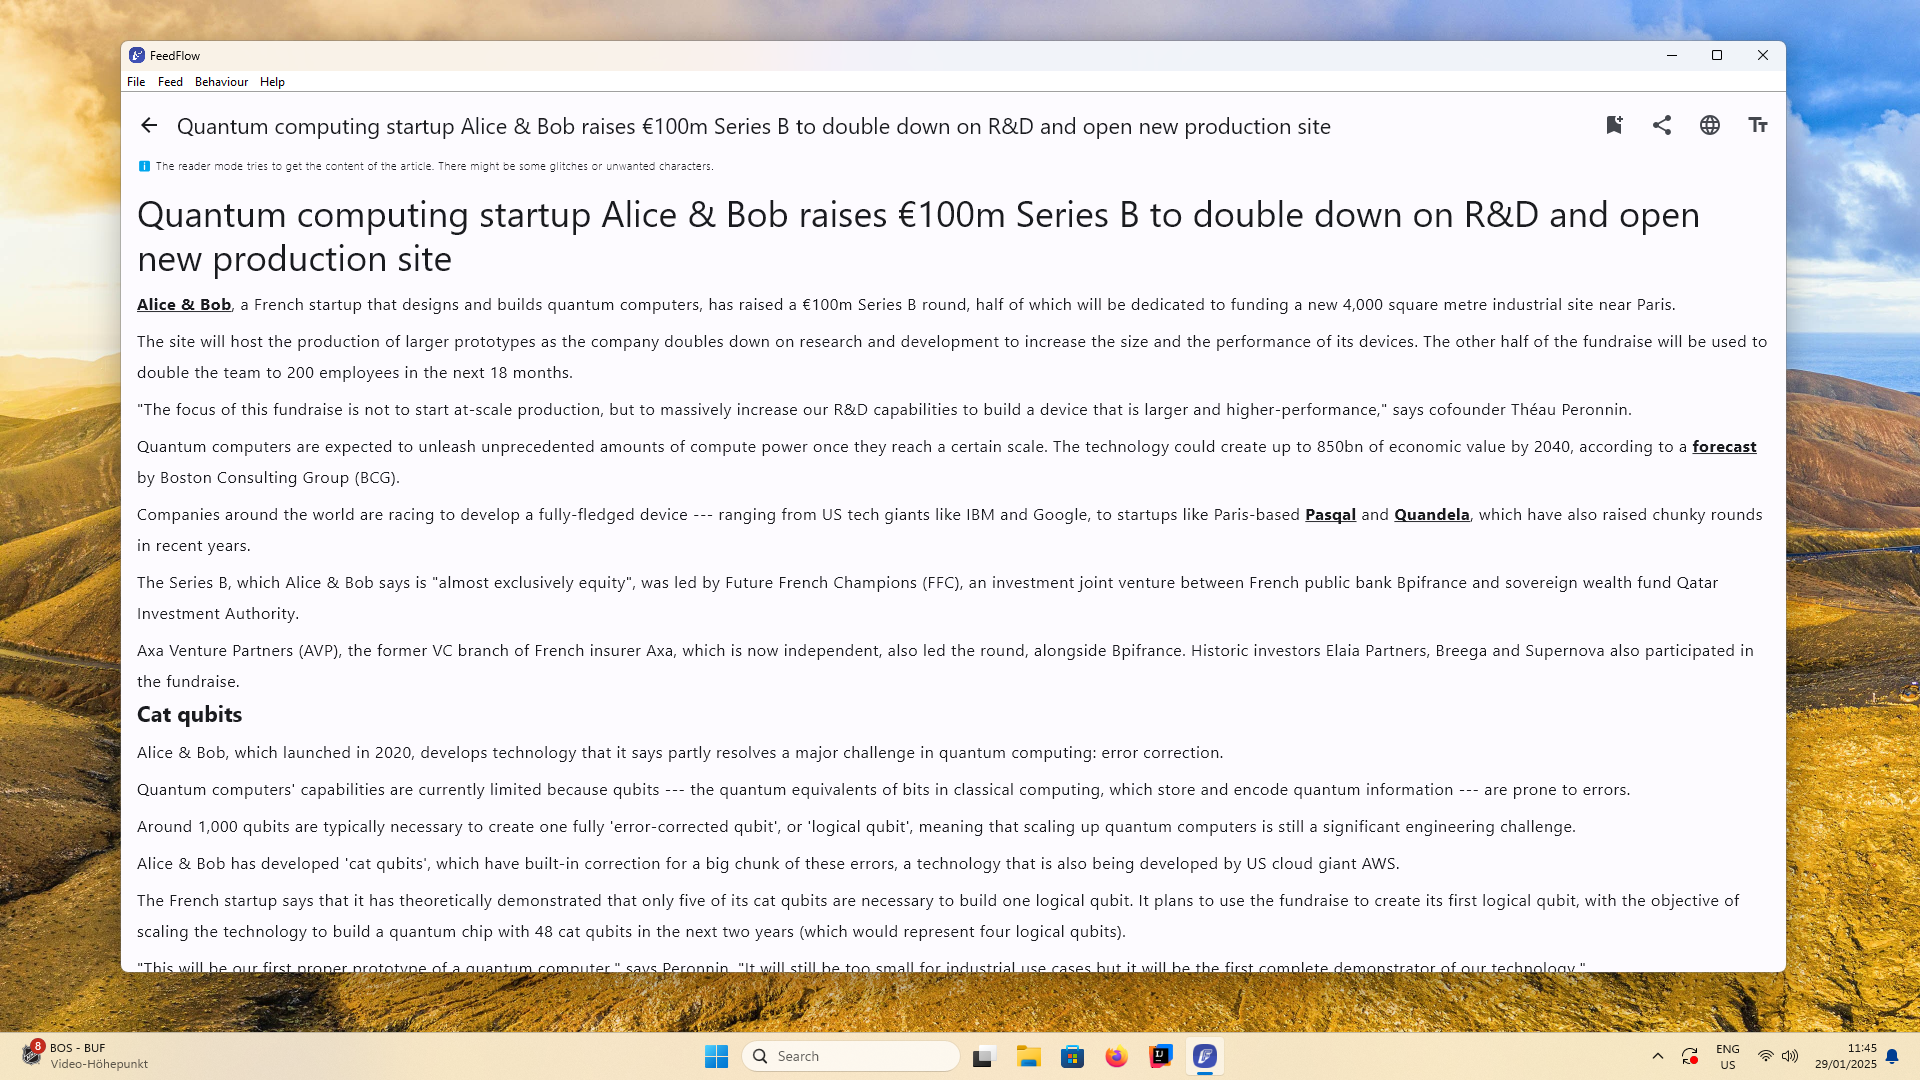 FeedFlow
File Feed Behaviour Help
Quantum computing startup Alice & Bob raises €100m Series B to double down on R&D and open new production site
The reader mode tries to get the content of the article. There might be some glitches or unwanted characters.
Quantum computing startup Alice & Bob raises €100m Series B to double down on R&D and open
new production site
Alice & Bob, a French startup that designs and builds quantum computers, has raised a €100m Series B round, half of which will be dedicated to funding a new 4,000 square metre industrial site near Paris.
The site will host the production of larger prototypes as the company doubles down on research and development to increase the size and the performance of its devices. The other half of the fundraise will be used to
double the team to 200 employees in the next 18 months.
"The focus of this fundraise is not to start at-scale production, but to massively increase our R&D capabilities to build a device that is larger and higher-performance," says cofounder Théau Peronnin.
Quantum computers are expected to unleash unprecedented amounts of compute power once they reach a certain scale. The technology could create up to 850bn of economic value by 2040, according to a forecast
by Boston Consulting Group (BCG).
Companies around the world are racing to develop a fully-fledged device --- ranging from US tech giants like IBM and Google, to startups like Paris-based Pasqal and Quandela, which have also raised chunky rounds
in recent years.
The Series B, which Alice & Bob says is "almost exclusively equity", was led by Future French Champions (FFC), an investment joint venture between French public bank Bpifrance and sovereign wealth fund Qatar
Investment Authority.
Axa Venture Partners (AVP), the former VC branch of French insurer Axa, which is now independent, also led the round, alongside Bpifrance. Historic investors Elaia Partners, Breega and Supernova also participated in
the fundraise.
Cat qubits
Alice & Bob, which launched in 2020, develops technology that it says partly resolves a major challenge in quantum computing: error correction.
Quantum computers' capabilities are currently limited because qubits --- the quantum equivalents of bits in classical computing, which store and encode quantum information --- are prone to errors.
Around 1,000 qubits are typically necessary to create one fully 'error-corrected qubit', or 'logical qubit', meaning that scaling up quantum computers is still a significant engineering challenge.
Alice & Bob has developed 'cat qubits', which have built-in correction for a big chunk of these errors, a technology that is also being developed by US cloud giant AWS.
The French startup says that it has theoretically demonstrated that only five of its cat qubits are necessary to build one logical qubit. It plans to use the fundraise to create its first logical qubit, with the objective of
scaling the technology to build a quantum chip with 48 cat qubits in the next two years (which would represent four logical qubits).
"This will be our first proper prototype of a quantum computer," says Peronnin. "It will still be too small for industrial use cases but it will be the first complete demonstrator of our technology."
8
BOS - BUF
Video-Höhepunkt
Search
ENG
US
11:45
29/01/2025